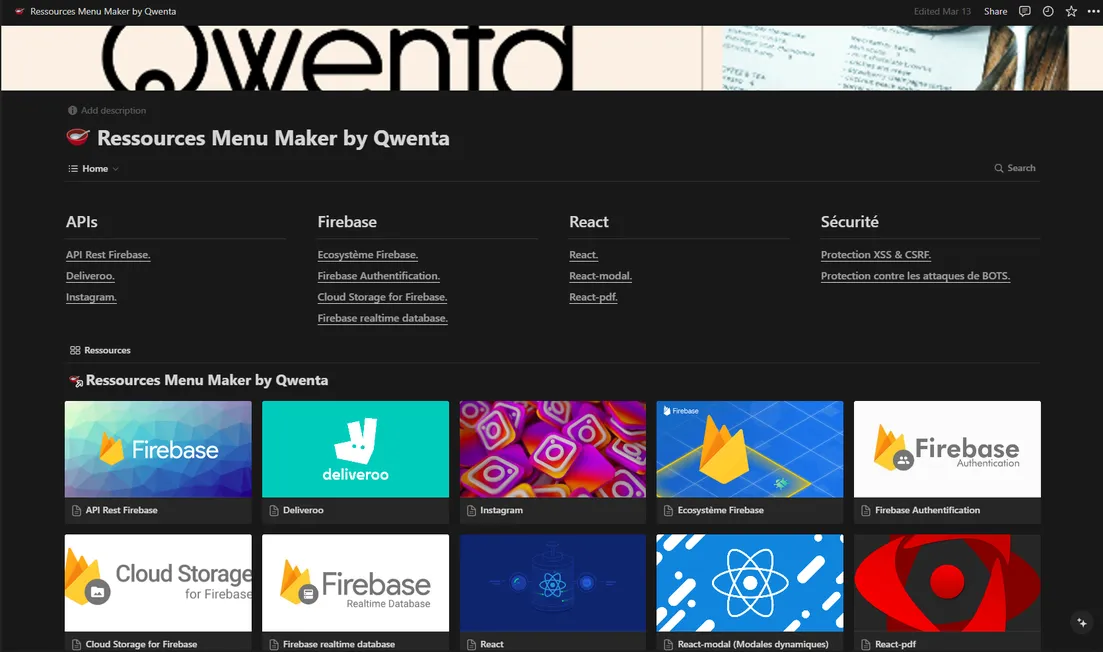 Ressources Menu Maker by Qwenta
Edited Mar 13
Share
Qwenta
Add description
Ressources Menu Maker by Qwenta
Home
Search
APIs
API Rest Firebase.
Deliveroo.
Instagram.
Firebase
Ecosystème Firebase.
Firebase Authentification.
Cloud Storage for Firebase.
Firebase realtime database.
React
React.
React-modal.
React-pdf.
Sécurité
Protection XSS & CSRF.
Protection contre les attaques de BOTS.
Ressources
Ressources Menu Maker by Qwenta
Firebase
API Rest Firebase
deliveroo
Deliveroo
Instagram
Firebase
Ecosystème Firebase
Firebase
Authentication
Firebase Authentification
Cloud Storage
for Firebase
Cloud Storage for Firebase
Firebase
Realtime Database
Firebase realtime database
React
React-modal (Modales dynamiques)
React-pdf